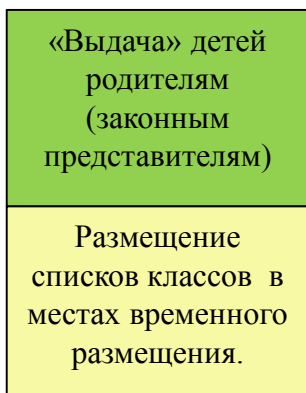 «Выдача» детей
родителям
(законным
представителям)
Размещение
списков классов в
местах временного
размещения.